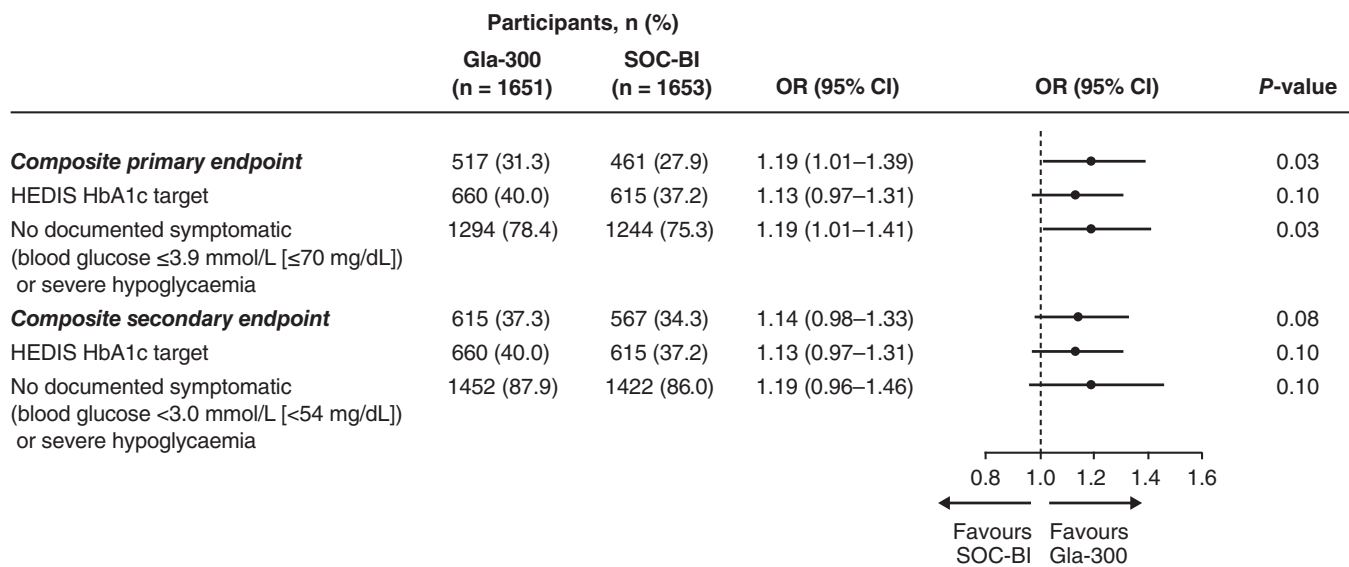 Participants, n (%)
Gla-300 SOC-BI
(n = 1651) (n = 1653) OR (95% CI) OR (95% CI) P-value
Composite primary endpoint 517 (31.3) 461 (27.9) 1.19 (1.01–1.39) 0.03
HEDIS HbA1c target 660 (40.0) 615 (37.2) 1.13 (0.97–1.31) 0.10
No documented symptomatic 1294 (78.4) 1244 (75.3) 1.19 (1.01–1.41) 0.03
(blood glucose ≤3.9 mmol/L [≤70 mg/dL])
or severe hypoglycaemia
Composite secondary endpoint 615 (37.3) 567 (34.3) 1.14 (0.98–1.33) 0.08
HEDIS HbA1c target 660 (40.0) 615 (37.2) 1.13 (0.97–1.31) 0.10
No documented symptomatic 1452 (87.9) 1422 (86.0) 1.19 (0.96–1.46) 0.10
(blood glucose <3.0 mmol/L [<54 mg/dL])
or severe hypoglycaemia
0.8 1.0 1.2 1.4 1.6
Favours Favours
SOC-BI Gla-300